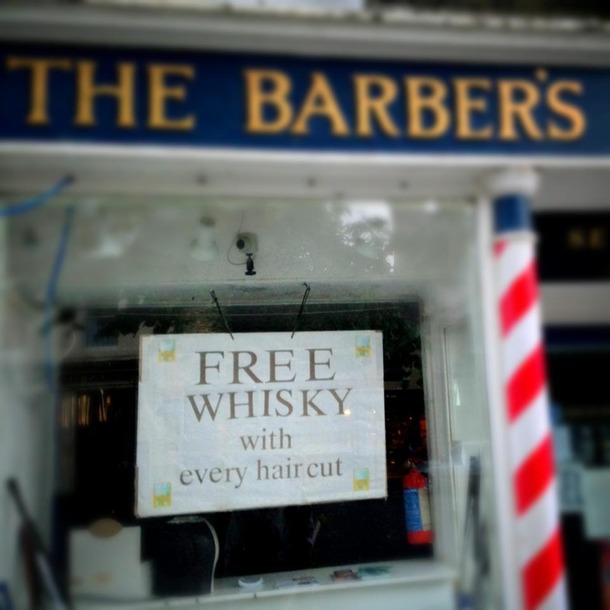 THE BARBER'S
FREE
WHISKY
with
every hair cut